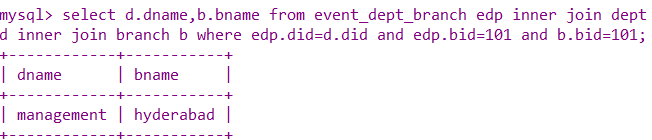 mysql> select d.dname,b.bname from event_dept_branch edp inner join dept
d inner join branch b where edp.did=d.did and edp.bid=101 and b.bid=101;
+------------+-----------+
| dname      | bname     |
+------------+-----------+
| management | hyderabad |
+------------+-----------+